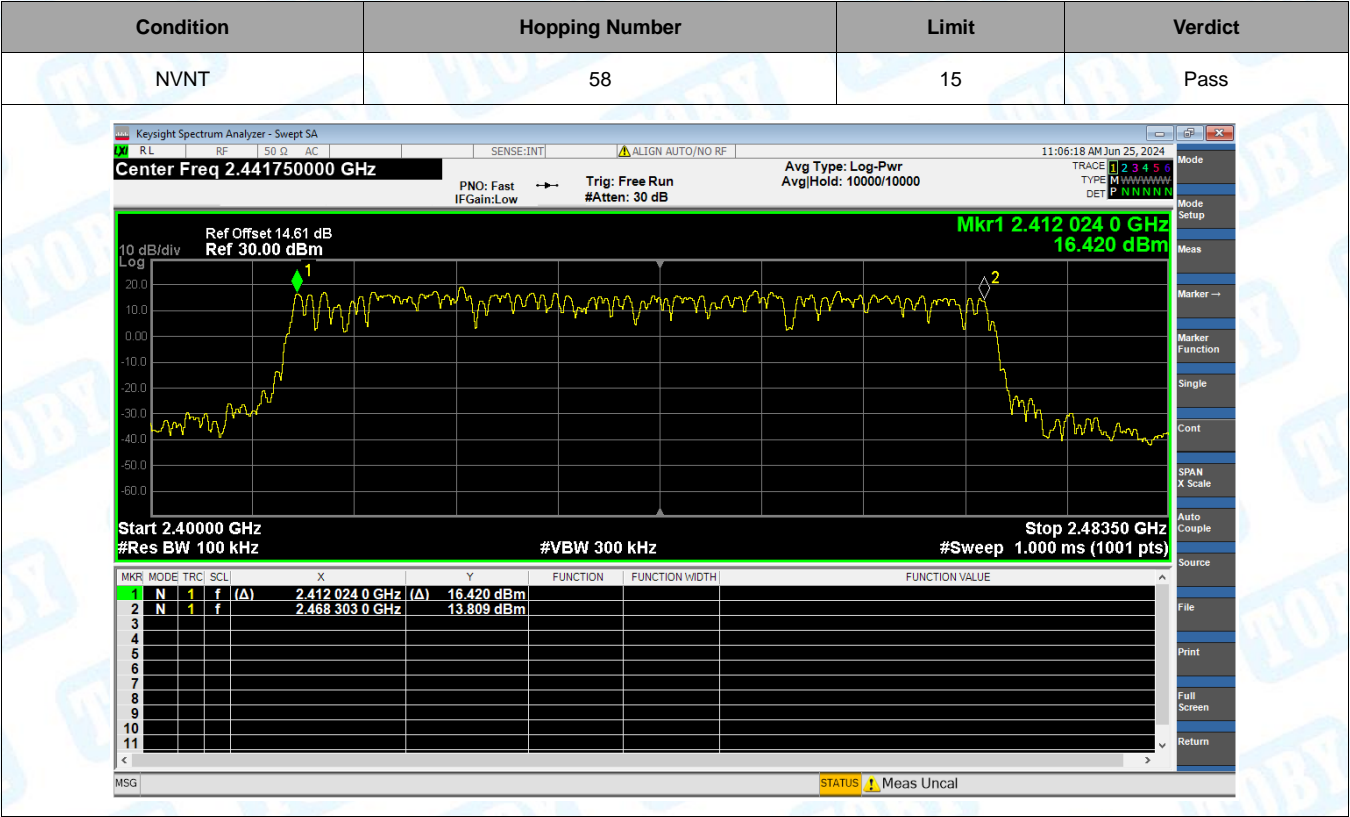 Condition Hopping Number Limit Verdict
NVNT 58 15 Pass
Keysight Spectrum Analyzer - Swept SA
LXI RL RF 50 Ω AC SENSE:INT ALIGN AUTO/NO RF 11:06:18 AM Jun 25, 2024
Center Freq 2.441750000 GHz
PNO: Fast
IFGain:Low
Trig: Free Run
#Atten: 30 dB
Avg Type: Log-Pwr
Avg|Hold: 10000/10000
TRACE 1 2 3 4 5 6
TYPE M WWWWW
DET P N N N N N
Ref Offset 14.61 dB
10 dB/div Ref 30.00 dBm
Log
Mkr1 2.412 024 0 GHz
16.420 dBm
1
2
20.0
10.0
0.00
-10.0
-20.0
-30.0
-40.0
-50.0
-60.0
Start 2.40000 GHz Stop 2.48350 GHz
#Res BW 100 kHz #VBW 300 kHz #Sweep 1.000 ms (1001 pts)
MKR MODE TRC SCL X Y FUNCTION FUNCTION WIDTH FUNCTION VALUE
1 N 1 f (Δ) 2.412 024 0 GHz (Δ) 16.420 dBm
2 N 1 f 2.468 303 0 GHz 13.809 dBm
3
4
5
6
7
8
9
10
11
MSG STATUS Meas Uncal
Mode
Mode
Setup
Meas
Marker→
Marker
Function
Single
Cont
SPAN
X Scale
Auto
Couple
Source
File
Print
Full
Screen
Return
TOBY